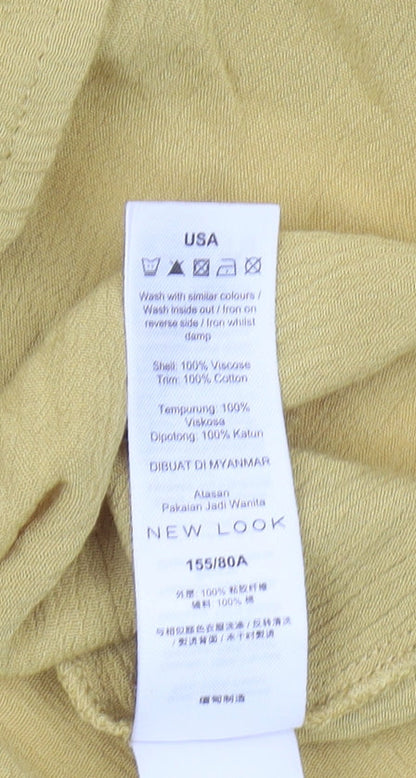 USA
Wash with similar colours /
Wash inside out / Iron on
reverse side / Iron whilst
damp
Shell: 100% Viscose
Trim: 100% Cotton
Tempurung: 100%
Viskosa
Dipotong: 100% Katun
DIBUAT DI MYANMAR
Atasan
Pakaian Jadi Wanita
NEW LOOK
155/80A
外层: 100% 粘胶纤维
辅料: 100% 棉
与相似颜色衣服洗涤 / 反转清洗
/ 熨烫背面 / 未干时熨烫
缅甸制造